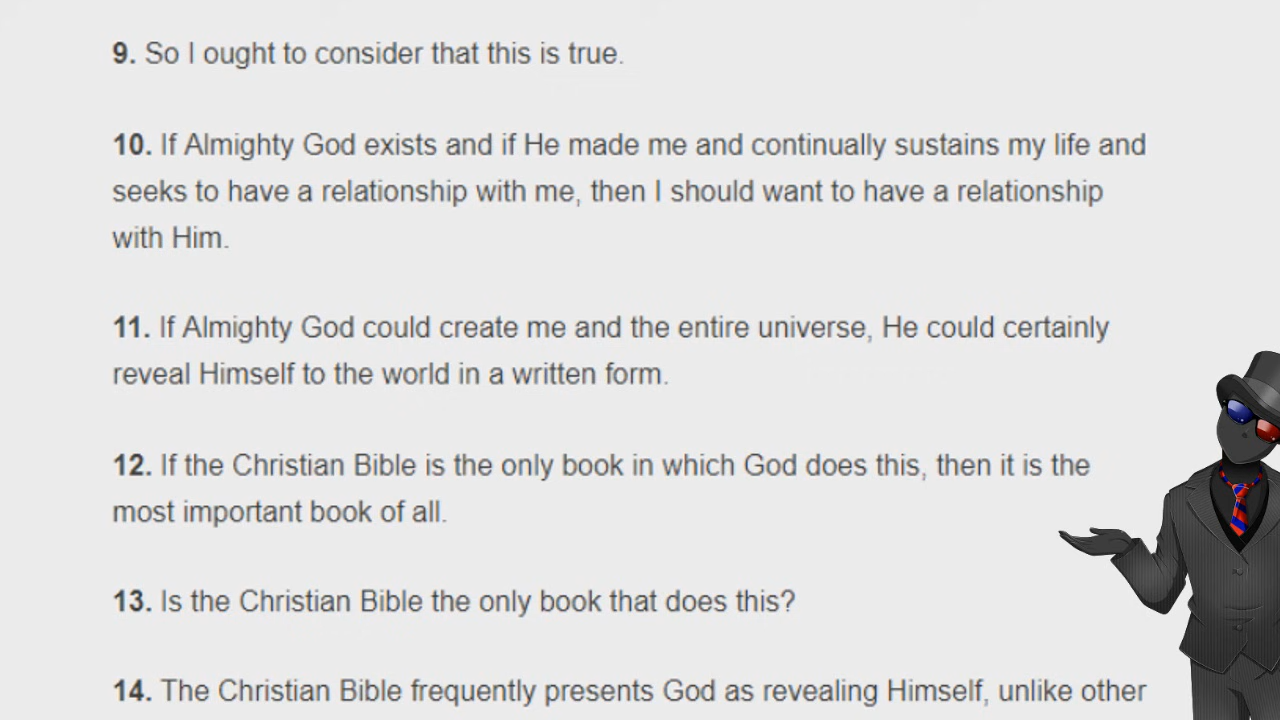 9. So I ought to consider that this is true.
10. If Almighty God exists and if He made me and continually sustains my life and
seeks to have a relationship with me, then I should want to have a relationship
with Him.
11. If Almighty God could create me and the entire universe, He could certainly
reveal Himself to the world in a written form.
12. If the Christian Bible is the only book in which God does this, then it is the
most important book of all.
13. Is the Christian Bible the only book that does this?
14. The Christian Bible frequently presents God as revealing Himself, unlike other